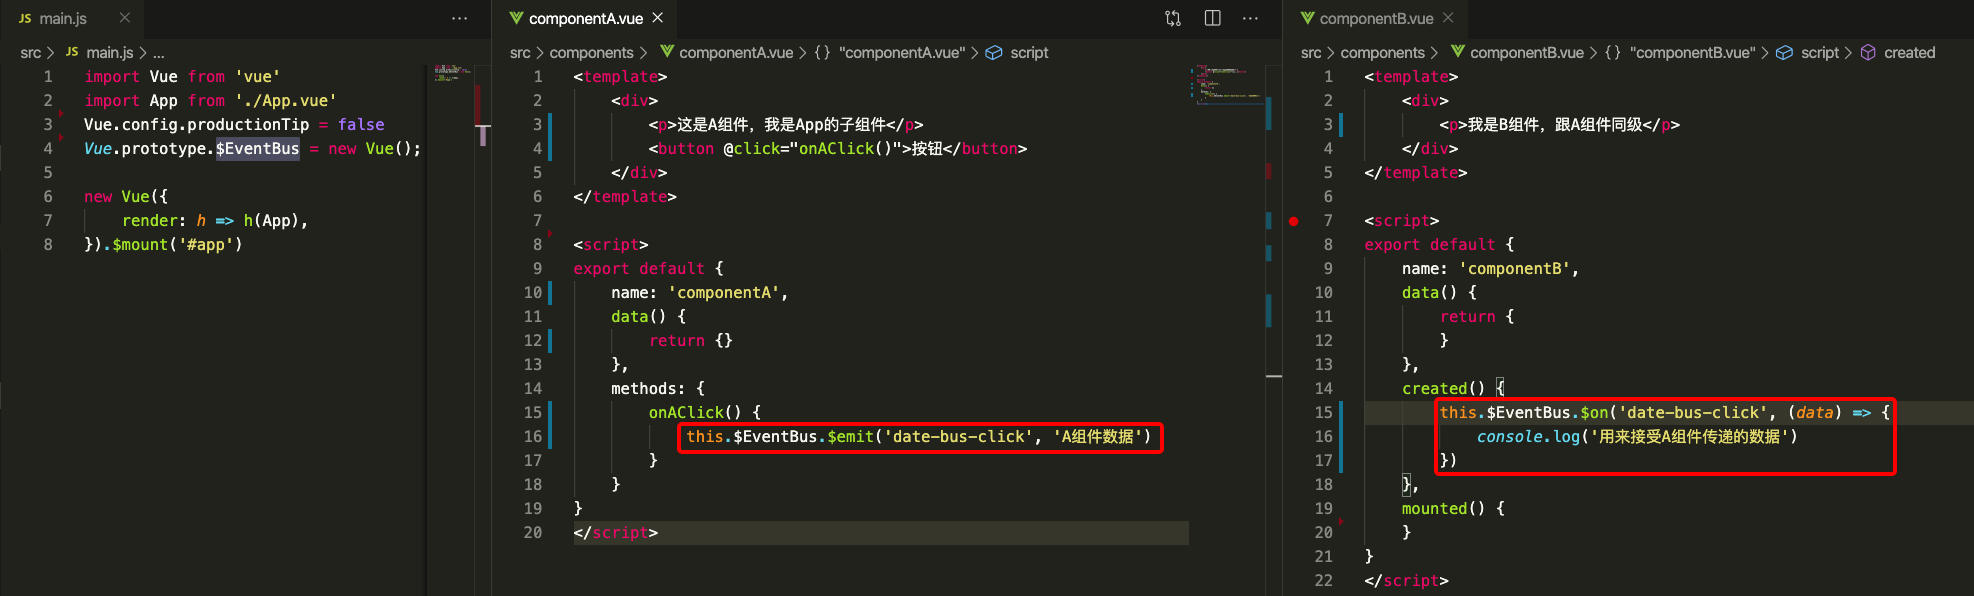 JS main.js ×
src > JS main.js > ...
1 import Vue from 'vue'
2 import App from './App.vue'
3 Vue.config.productionTip = false
4 Vue.prototype.$EventBus = new Vue();
5
6 new Vue({
7 render: h => h(App),
8 }).$mount('#app')
componentA.vue ×
src > components > componentA.vue > {} "componentA.vue" > script
1 <template>
2 <div>
3 <p>这是A组件，我是App的子组件</p>
4 <button @click="onAClick()">按钮</button>
5 </div>
6 </template>
7
8 <script>
9 export default {
10 name: 'componentA',
11 data() {
12 return {}
13 },
14 methods: {
15 onAClick() {
16 this.$EventBus.$emit('date-bus-click', 'A组件数据')
17 }
18 }
19 }
20 </script>
componentB.vue ×
src > components > componentB.vue > {} "componentB.vue" > script > created
1 <template>
2 <div>
3 <p>我是B组件，跟A组件同级</p>
4 </div>
5 </template>
6
7 <script>
8 export default {
9 name: 'componentB',
10 data() {
11 return {
12 }
13 },
14 created() {
15 this.$EventBus.$on('date-bus-click', (data) => {
16 console.log('用来接受A组件传递的数据')
17 })
18 },
19 mounted() {
20 }
21 }
22 </script>